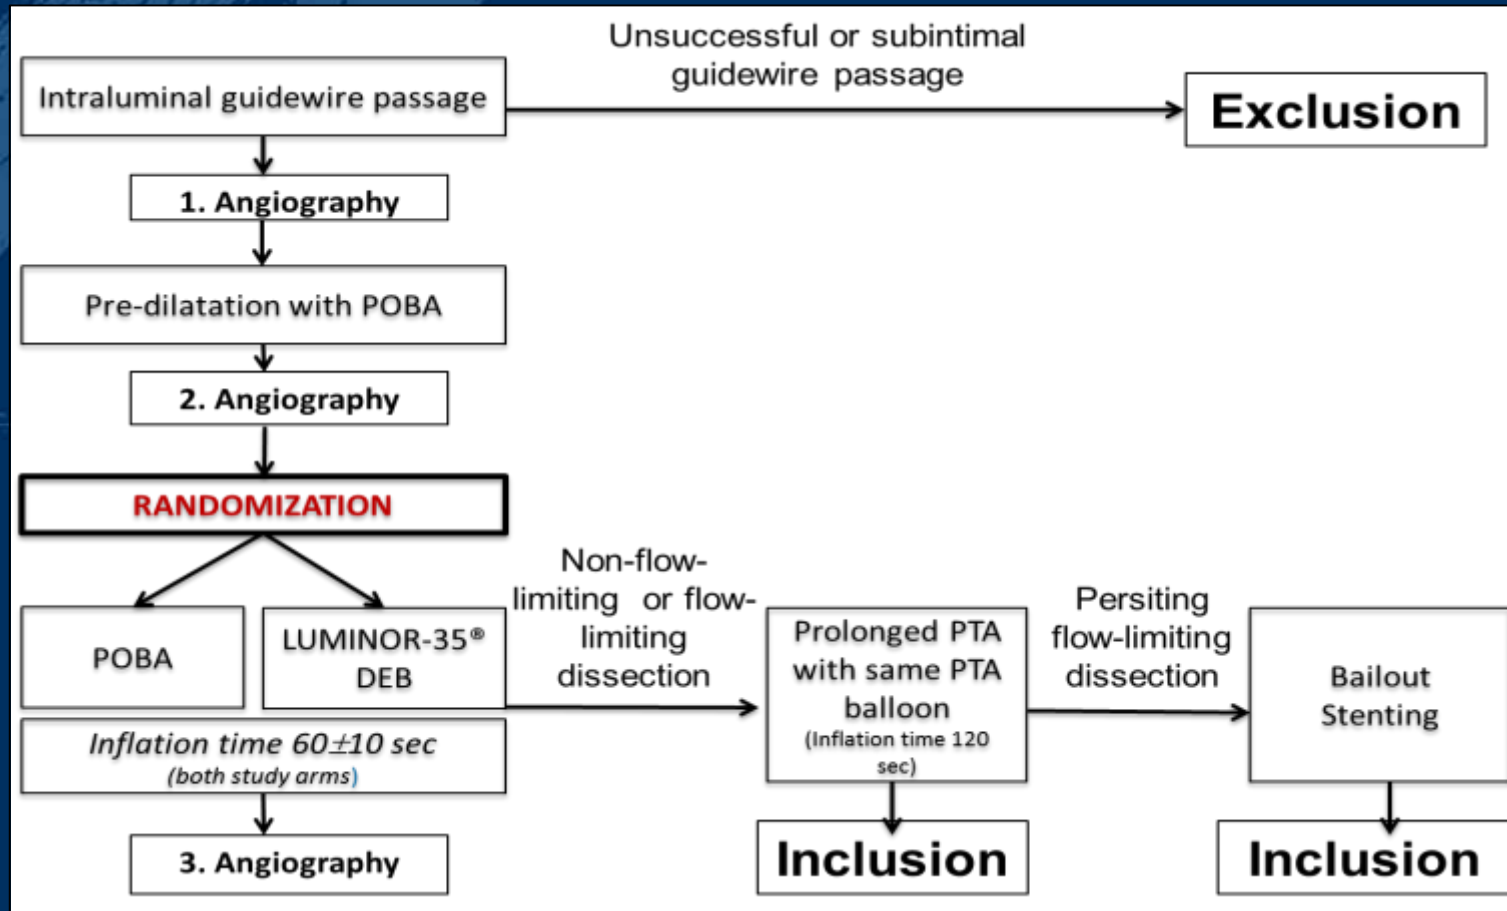 Unsuccessful or subintimal
guidewire passage
Intraluminal guidewire passage
Exclusion
1. Angiography
Pre-dilatation with POBA
2. Angiography
RANDOMIZATION
POBA
LUMINOR-35®
DEB
Inflation time 60±10 sec
(both study arms)
3. Angiography
Non-flow-
limiting or flow-
limiting
dissection
Prolonged PTA
with same PTA
balloon
(Inflation time 120
sec)
Inclusion
Persiting
flow-limiting
dissection
Bailout
Stenting
Inclusion